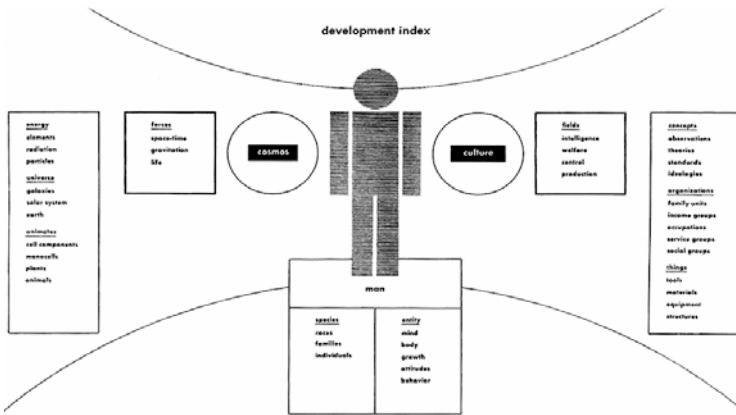 development index
energy
elements
radiation
particles
universe
galaxies
solar system
earth
animates
cell components
monocells
plants
animals
forces
space-time
gravitation
life
cosmos
culture
fields
intelligence
welfare
control
production
concepts
observations
theories
standards
ideologies
organizations
family units
income groups
occupations
service groups
social groups
things
tools
materials
equipment
structures
man
species
races
families
individuals
entity
mind
body
growth
attitudes
behavior